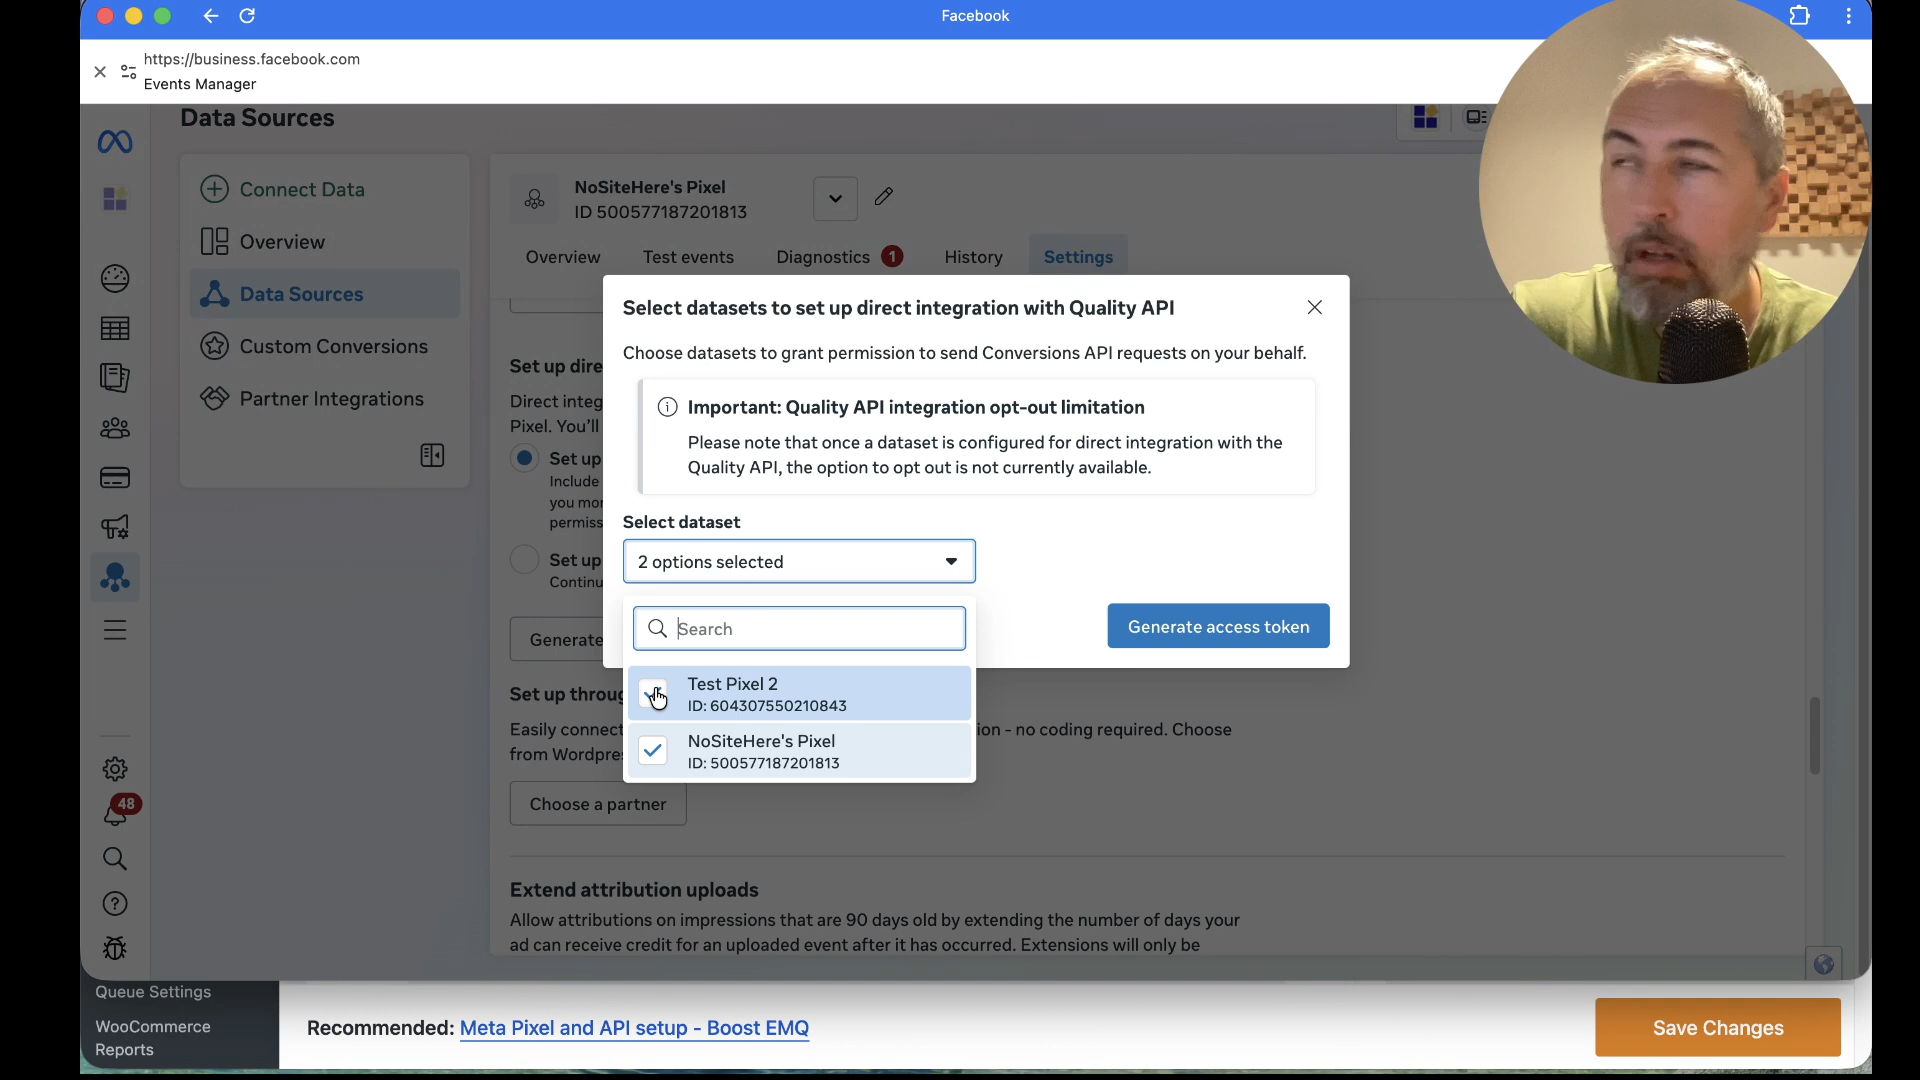 Facebook
https://business.facebook.com
Events Manager
Data Sources
Connect Data
Overview
Data Sources
Custom Conversions
Partner Integrations
NoSiteHere's Pixel
ID 500577187201813
Overview
Test events
Diagnostics 1
History
Settings
Set up dire
Direct integ
Pixel. You'll
Set up
Include
you mor
permiss
Set up
Continu
Generate
Select datasets to set up direct integration with Quality API
Choose datasets to grant permission to send Conversions API requests on your behalf.
Important: Quality API integration opt-out limitation
Please note that once a dataset is configured for direct integration with the
Quality API, the option to opt out is not currently available.
Select dataset
2 options selected
Search
Test Pixel 2
ID: 604307550210843
NoSiteHere's Pixel
ID: 500577187201813
Generate access token
Set up throug
Easily connect
ion - no coding required. Choose
from Wordpre
Choose a partner
Extend attribution uploads
Allow attributions on impressions that are 90 days old by extending the number of days your
ad can receive credit for an uploaded event after it has occurred. Extensions will only be
48
Queue Settings
WooCommerce
Reports
Recommended: Meta Pixel and API setup - Boost EMQ
Save Changes